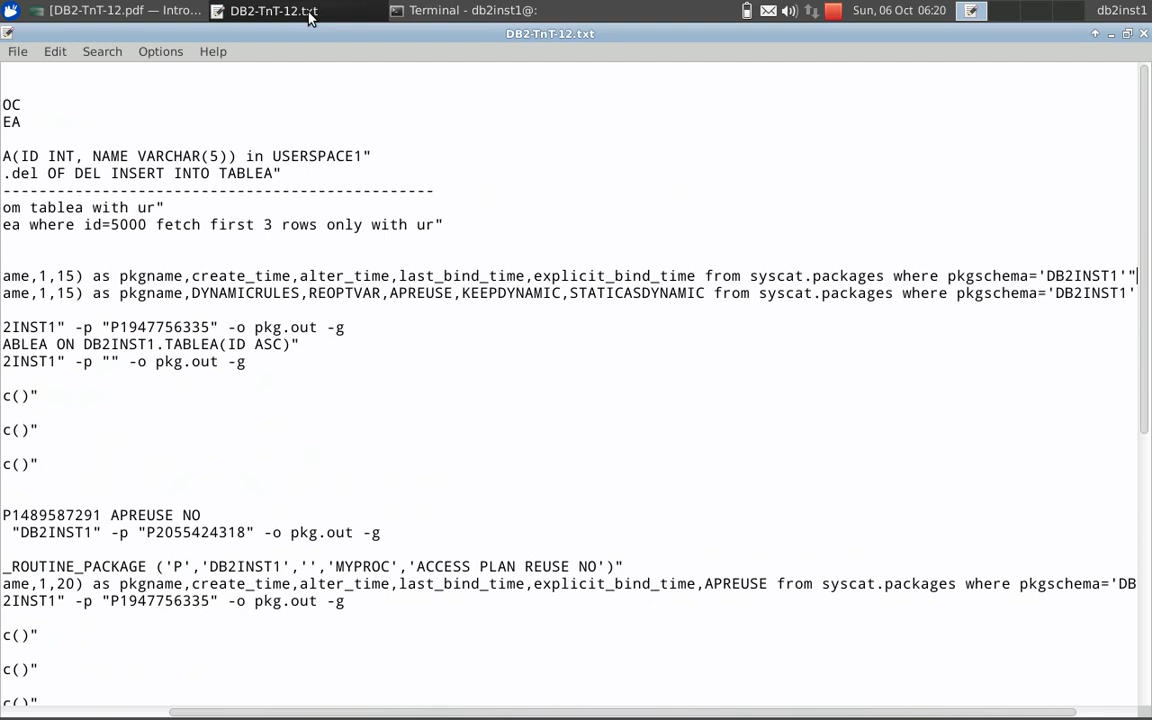 [DB2-TnT-12.pdf — Intro... DB2-TnT-12.txt Terminal - db2inst1@: Sun, 06 Oct 06:20 db2inst1
DB2-TnT-12.txt
File Edit Search Options Help
OC
EA
A(ID INT, NAME VARCHAR(5)) in USERSPACE1"
.del OF DEL INSERT INTO TABLEA"
------------------------------------------------
om tablea with ur"
ea where id=5000 fetch first 3 rows only with ur"
ame,1,15) as pkgname,create_time,alter_time,last_bind_time,explicit_bind_time from syscat.packages where pkgschema='DB2INST1'"
ame,1,15) as pkgname,DYNAMICRULES,REOPTVAR,APREUSE,KEEPDYNAMIC,STATICASDYNAMIC from syscat.packages where pkgschema='DB2INST1'
2INST1" -p "P1947756335" -o pkg.out -g
ABLEA ON DB2INST1.TABLEA(ID ASC)"
2INST1" -p "" -o pkg.out -g
c()"
c()"
c()"
P1489587291 APREUSE NO
"DB2INST1" -p "P2055424318" -o pkg.out -g
_ROUTINE_PACKAGE ('P','DB2INST1','','MYPROC','ACCESS PLAN REUSE NO')"
ame,1,20) as pkgname,create_time,alter_time,last_bind_time,explicit_bind_time,APREUSE from syscat.packages where pkgschema='DB
2INST1" -p "P1947756335" -o pkg.out -g
c()"
c()"
c()"